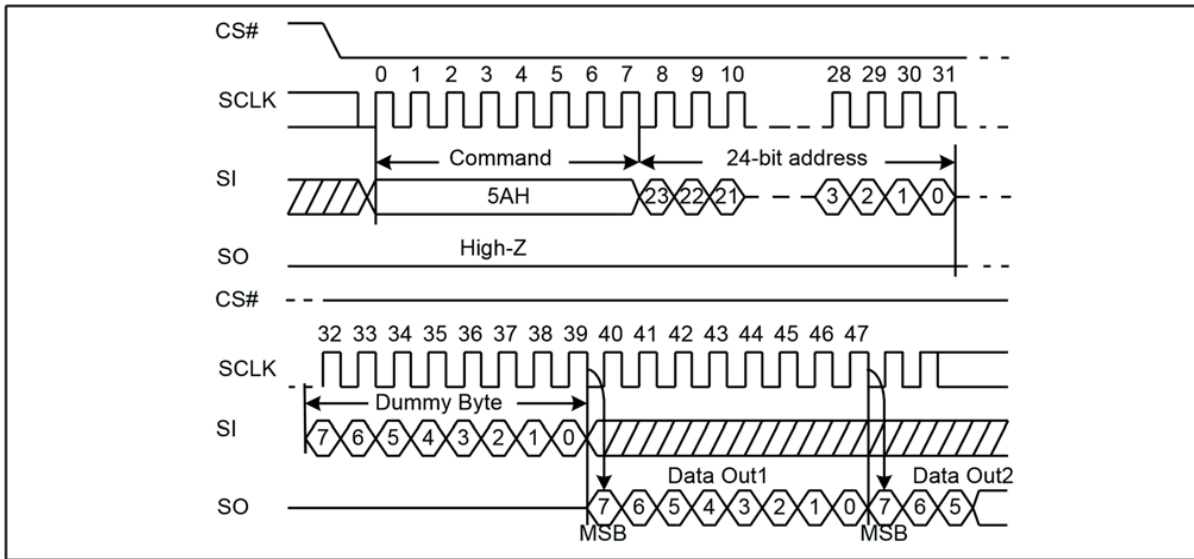 CS#
0 1 2 3 4 5 6 7 8 9 10 28 29 30 31
SCLK
Command 24-bit address
SI
5AH 23 22 21 3 2 1 0
High-Z
SO
CS#
32 33 34 35 36 37 38 39 40 41 42 43 44 45 46 47
SCLK
Dummy Byte
SI
7 6 5 4 3 2 1 0
Data Out1 Data Out2
SO
7 6 5 4 3 2 1 0 7 6 5
MSB MSB